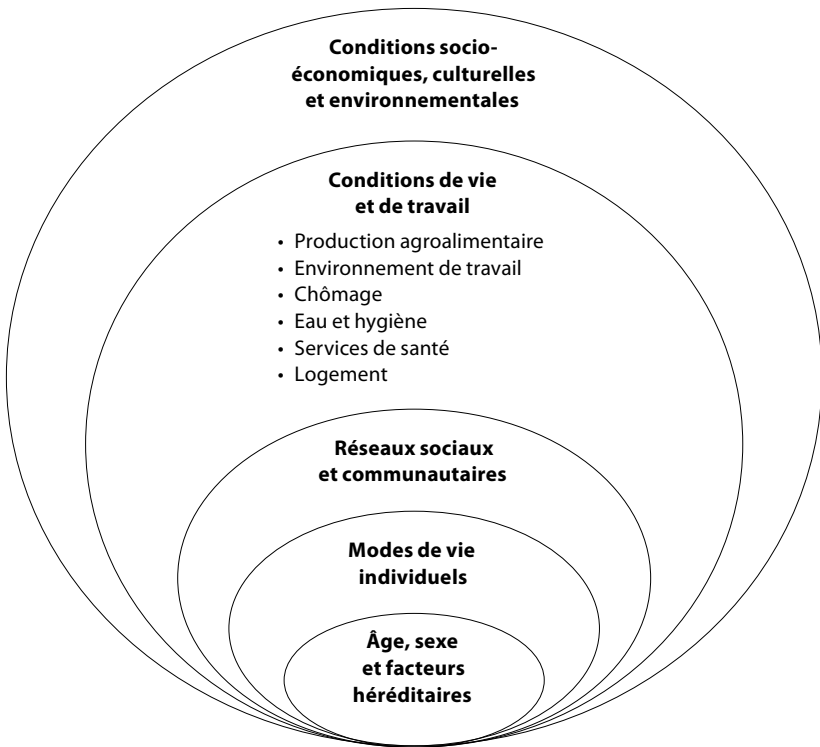 Conditions socio-
économiques, culturelles
et environnementales
Conditions de vie
et de travail
• Production agroalimentaire
• Environnement de travail
• Chômage
• Eau et hygiène
• Services de santé
• Logement
Réseaux sociaux
et communautaires
Modes de vie
individuels
Âge, sexe
et facteurs
héréditaires